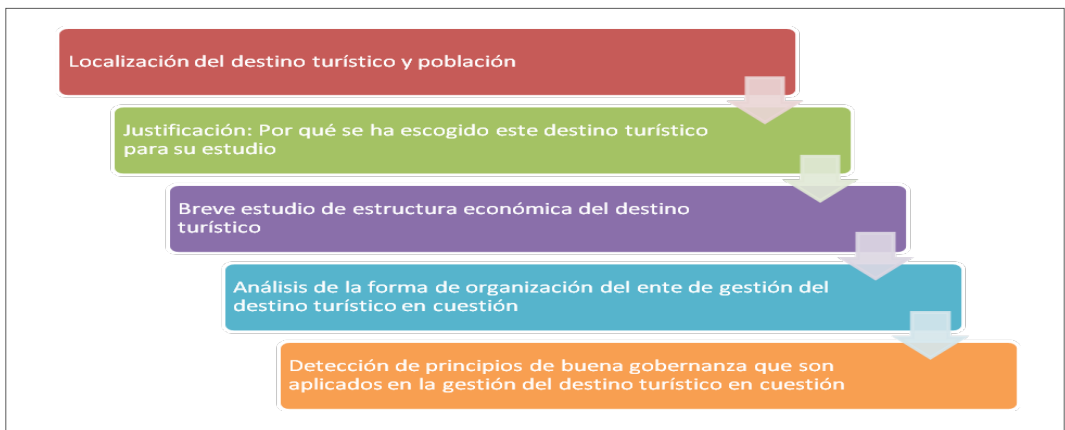 Localización del destino turístico y población
Justificación: Por qué se ha escogido este destino turístico
para su estudio
Breve estudio de estructura económica del destino
turístico
Análisis de la forma de organización del ente de gestión del
destino turístico en cuestión
Detección de principios de buena gobernanza que son
aplicados en la gestión del destino turístico en cuestión